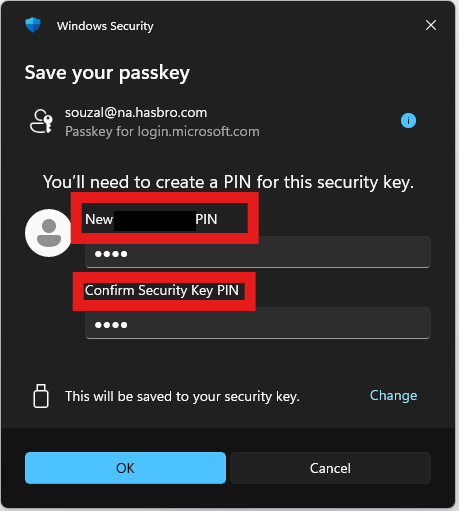 Windows Security
Save your passkey
souzal@na.hasbro.com
Passkey for login.microsoft.com
You'll need to create a PIN for this security key.
New PIN
••••
Confirm Security Key PIN
••••
This will be saved to your security key.
Change
OK
Cancel